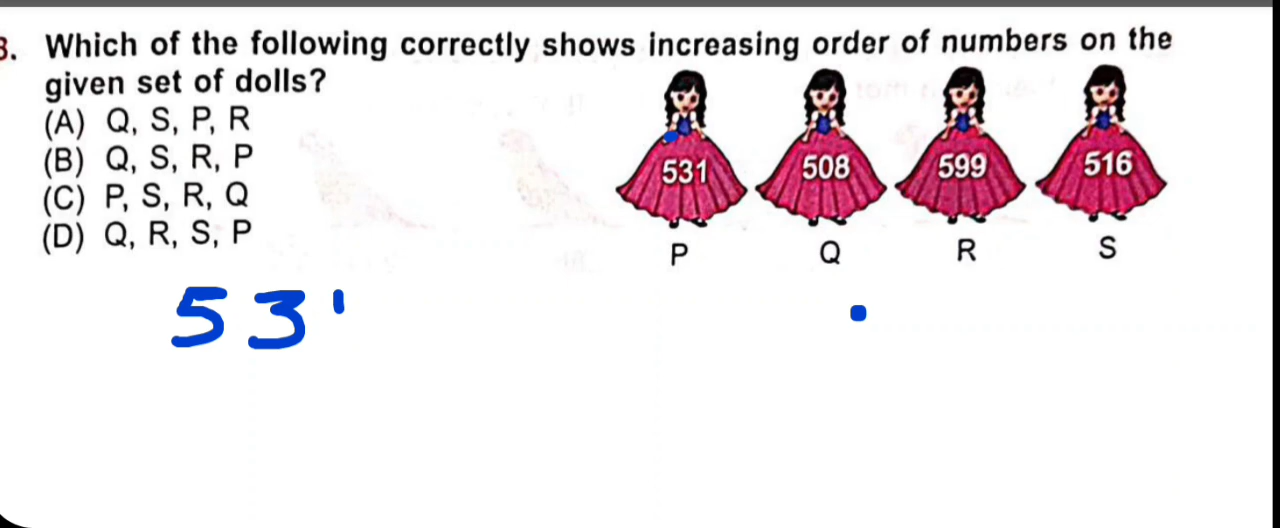 3. Which of the following correctly shows increasing order of numbers on the
given set of dolls?
(A) Q, S, P, R
(B) Q, S, R, P
(C) P, S, R, Q
(D) Q, R, S, P
531 508 599 516
P Q R S
53'